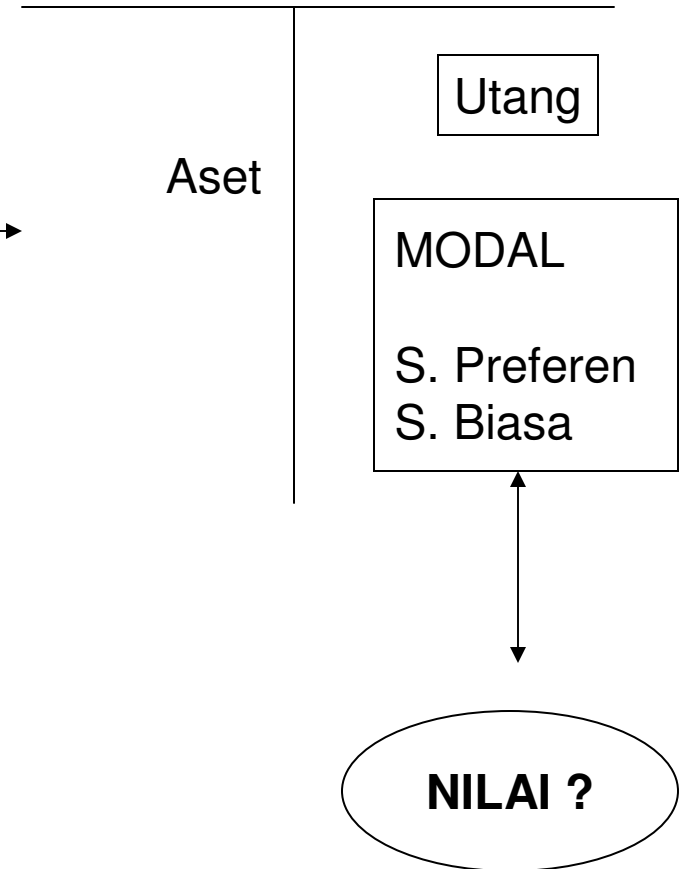 Utang
Aset
MODAL
S. Preferen
S. Biasa
NILAI ?